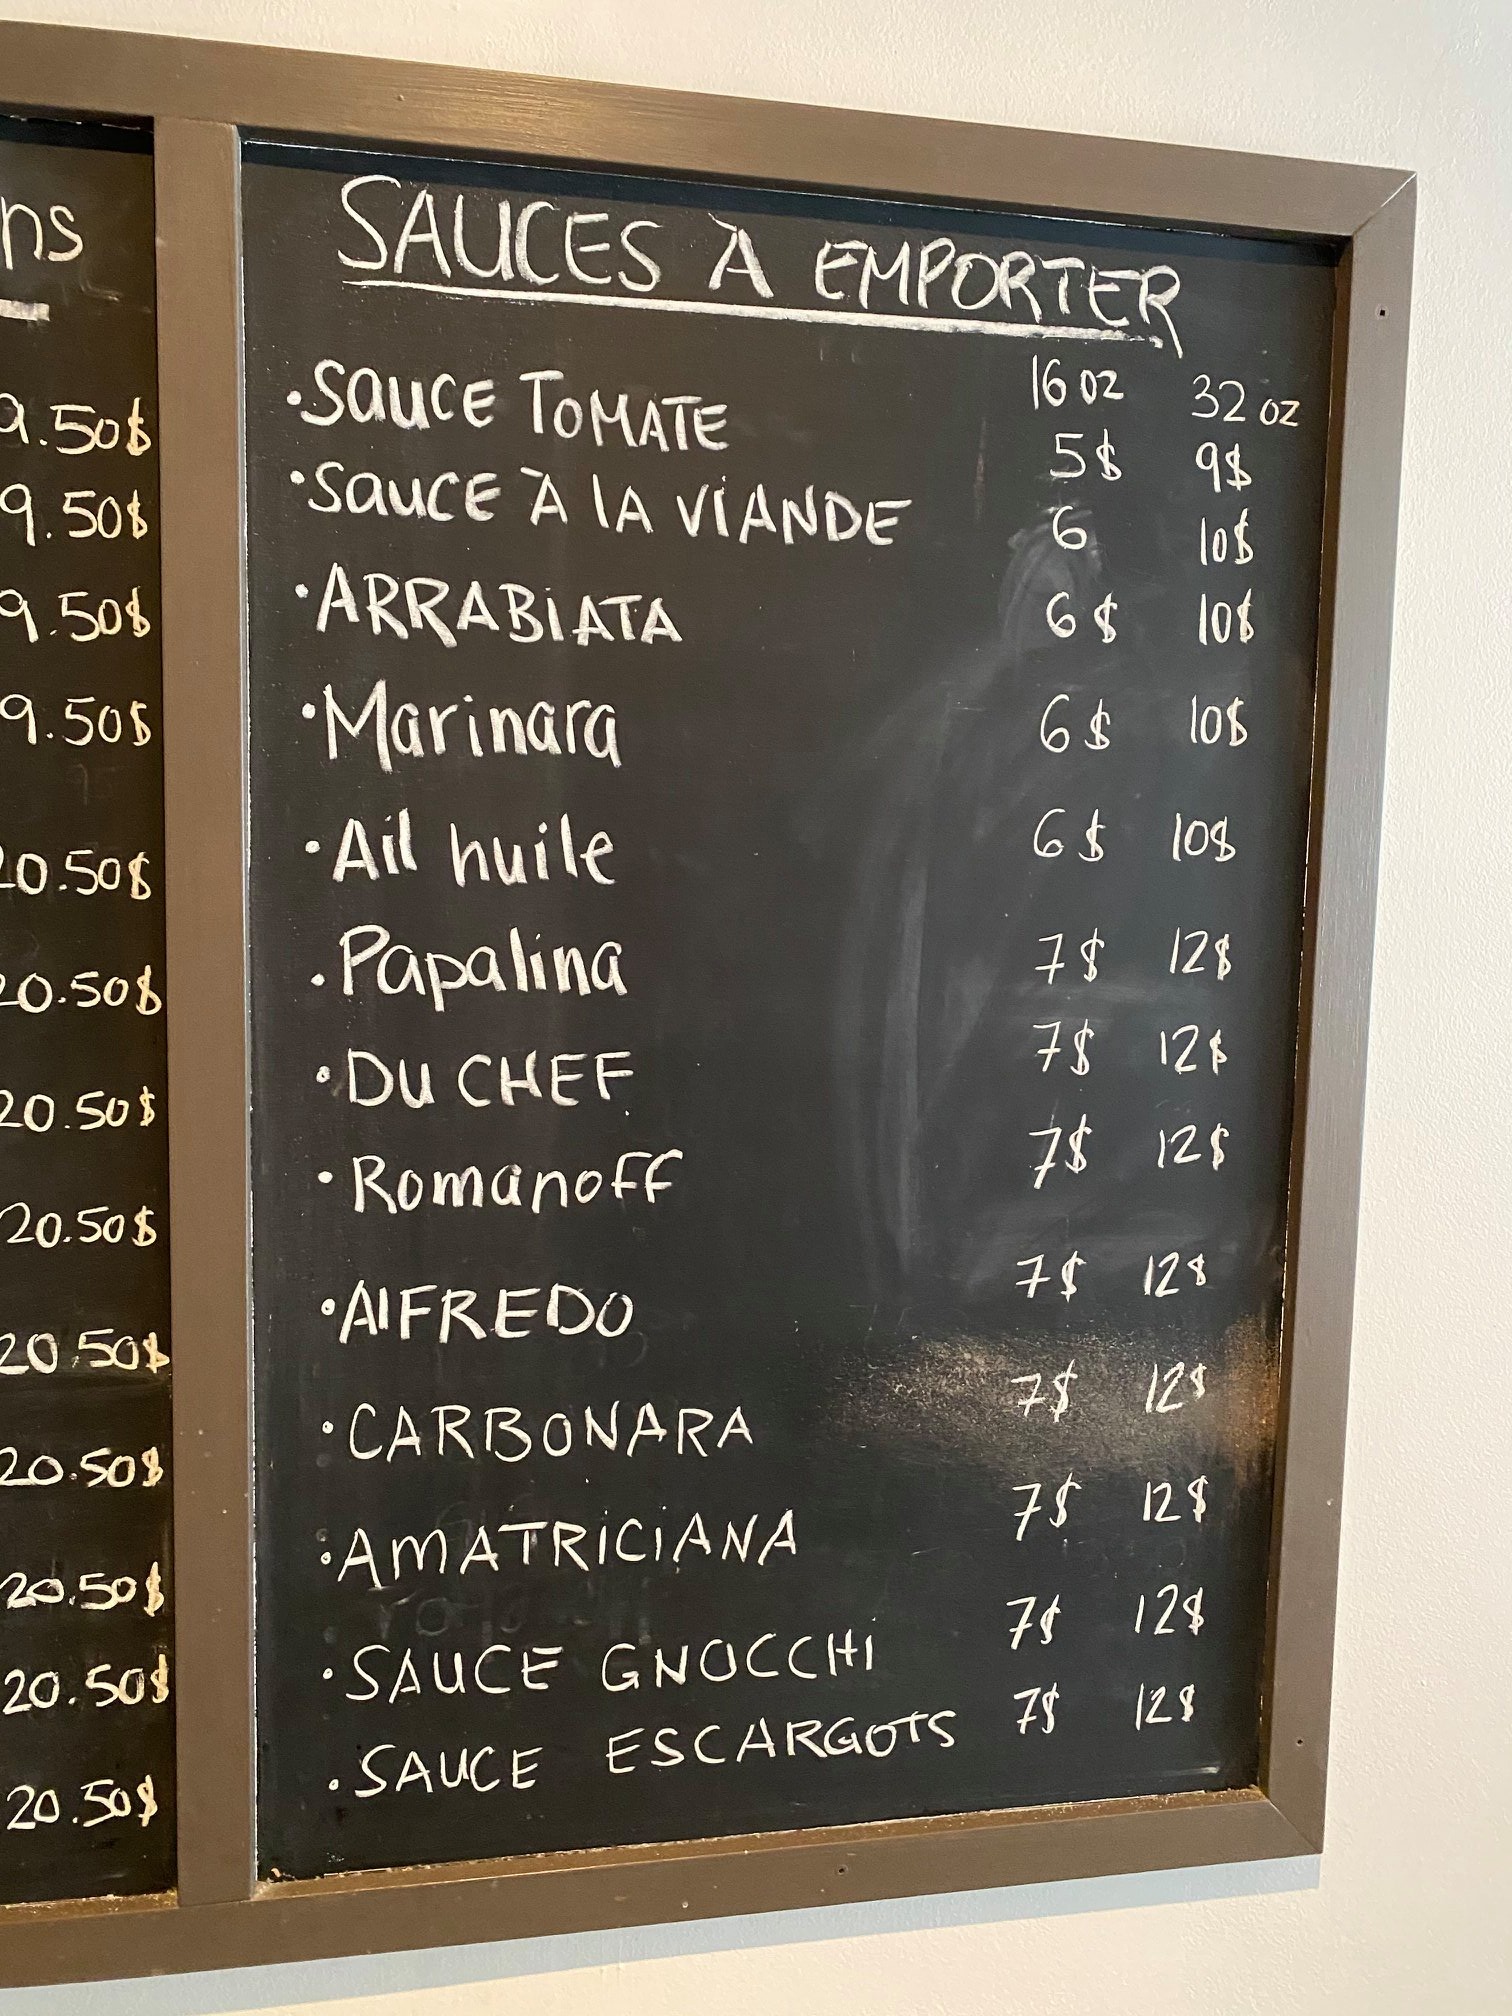 ns
9.50$
9.50$
9.50$
9.50$
20.50$
20.50$
20.50$
20.50$
20.50$
20.50$
20.50$
20.50$
20.50$
SAUCES À EMPORTER
16 oz 32 oz
•SAUCE TOMATE 5$ 9$
•SAUCE À LA VIANDE 6 10$
•ARRABIATA 6$ 10$
•Marinara 6$ 10$
•Ail huile 6$ 10$
•Papalina 7$ 12$
•DU CHEF 7$ 12$
•Romanoff 7$ 12$
•AlFREDO 7$ 12$
•CARBONARA 7$ 12$
•AMATRICIANA 7$ 12$
•SAUCE GNOCCHI 7$ 12$
•SAUCE ESCARGOTS 7$ 12$